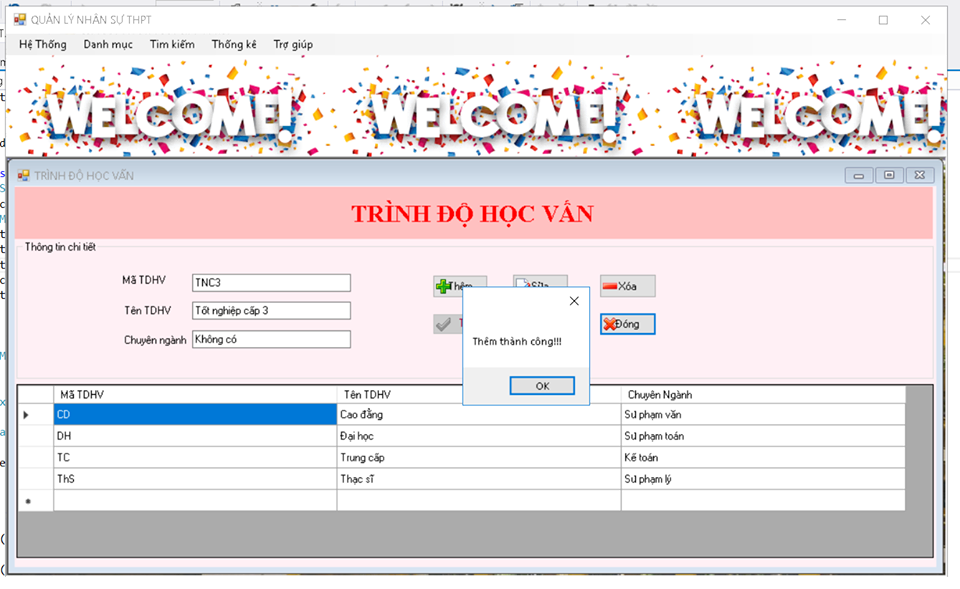 QUẢN LÝ NHÂN SỰ THPT
Hệ Thống Danh mục Tìm kiếm Thống kê Trợ giúp
WELCOME! WELCOME! WELCOME!
TRÌNH ĐỘ HỌC VẤN
TRÌNH ĐỘ HỌC VẤN
Thông tin chi tiết
Mã TDHV TNC3 Thêm Sửa Xóa
Tên TDHV Tốt nghiệp cấp 3 Đóng
Chuyên ngành Không có
Thêm thành công!!!
OK
Mã TDHV Tên TDHV Chuyên Ngành
CD Cao đẳng Sư phạm văn
DH Đại học Sư phạm toán
TC Trung cấp Kế toán
ThS Thạc sĩ Sư phạm lý